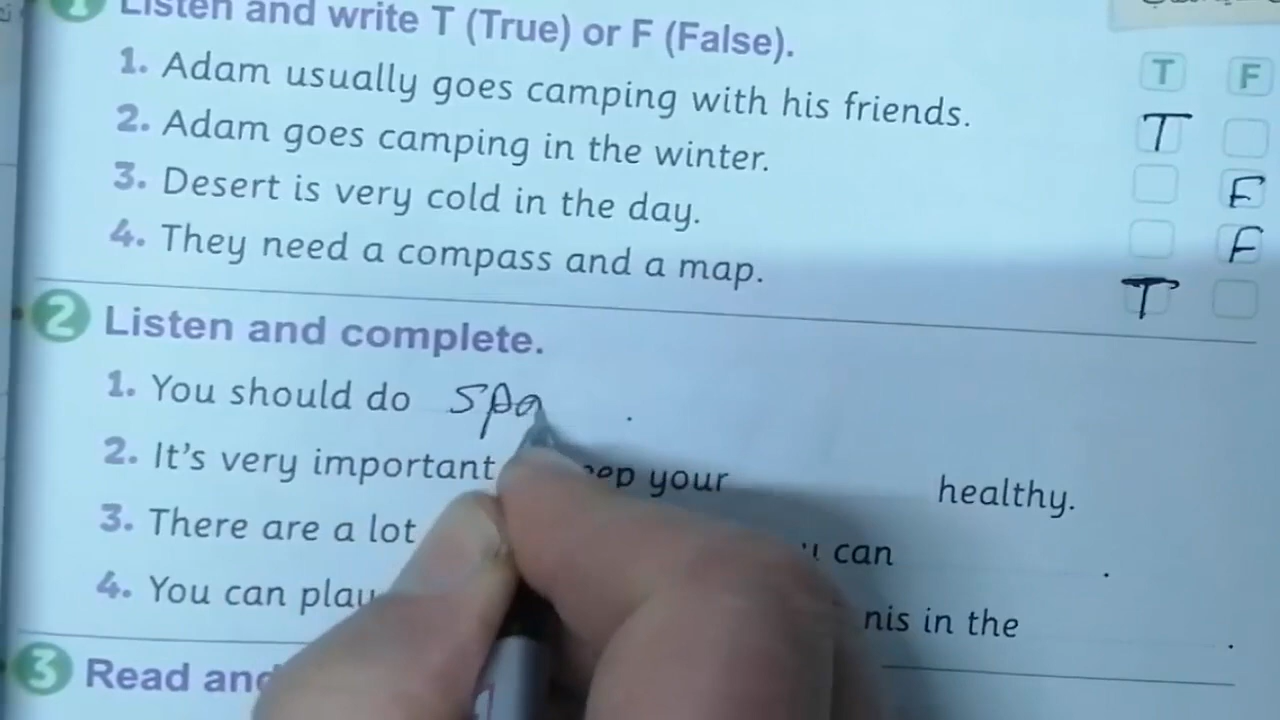 1 Listen and write T (True) or F (False).
T F
1. Adam usually goes camping with his friends. T
2. Adam goes camping in the winter. F
3. Desert is very cold in the day. F
4. They need a compass and a map. T
2 Listen and complete.
1. You should do spo .
2. It's very important your healthy.
3. There are a lot can .
4. You can play in the .
3 Read